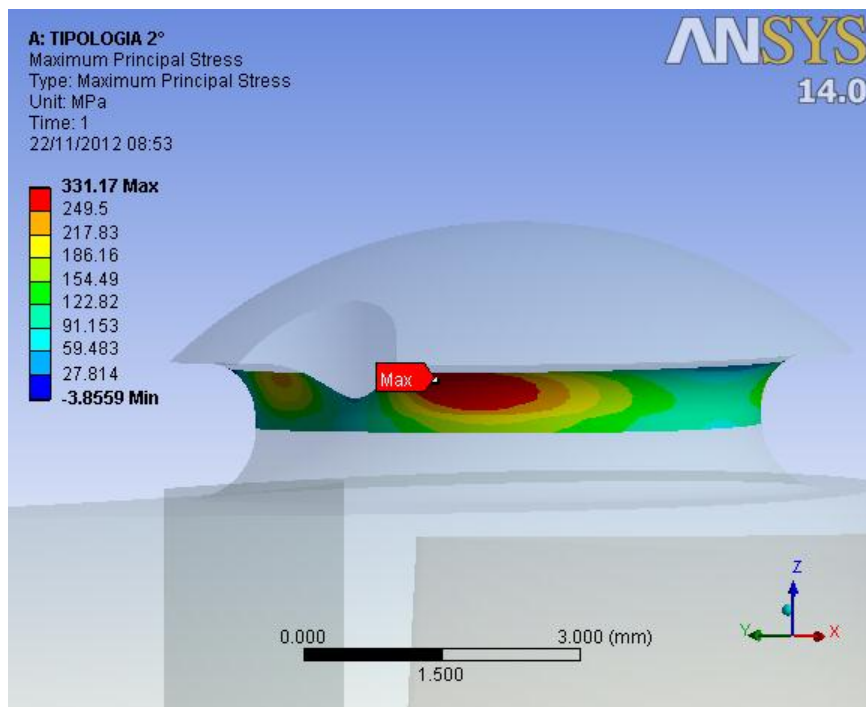 A: TIPOLOGIA 2°
Maximum Principal Stress
Type: Maximum Principal Stress
Unit: MPa
Time: 1
22/11/2012 08:53
ANSYS
14.0
331.17 Max
249.5
217.83
186.16
154.49
122.82
91.153
59.483
27.814
-3.8559 Min
Max
Z
Y
X
0.000
3.000 (mm)
1.500